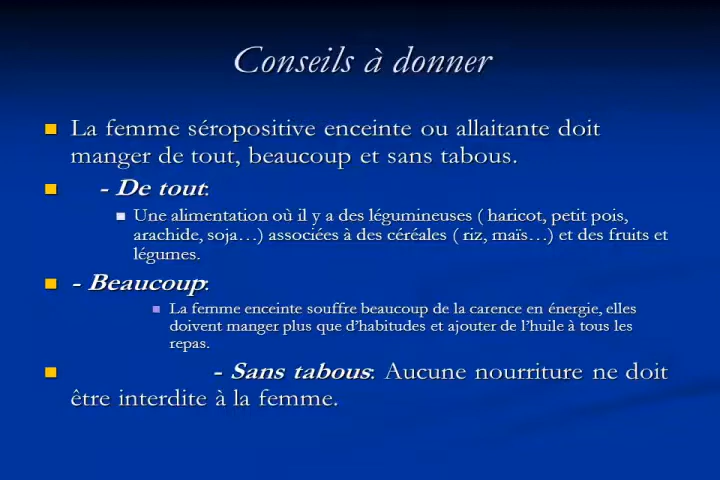 Conseils à donner
La femme séropositive enceinte ou allaitante doit
manger de tout, beaucoup et sans tabous.
- De tout:
Une alimentation où il y a des légumineuses ( haricot, petit pois,
arachide, soja…) associées à des céréales ( riz, maïs…) et des fruits et
légumes.
- Beaucoup:
La femme enceinte souffre beaucoup de la carence en énergie, elles
doivent manger plus que d’habitudes et ajouter de l’huile à tous les
repas.
- Sans tabous: Aucune nourriture ne doit
être interdite à la femme.